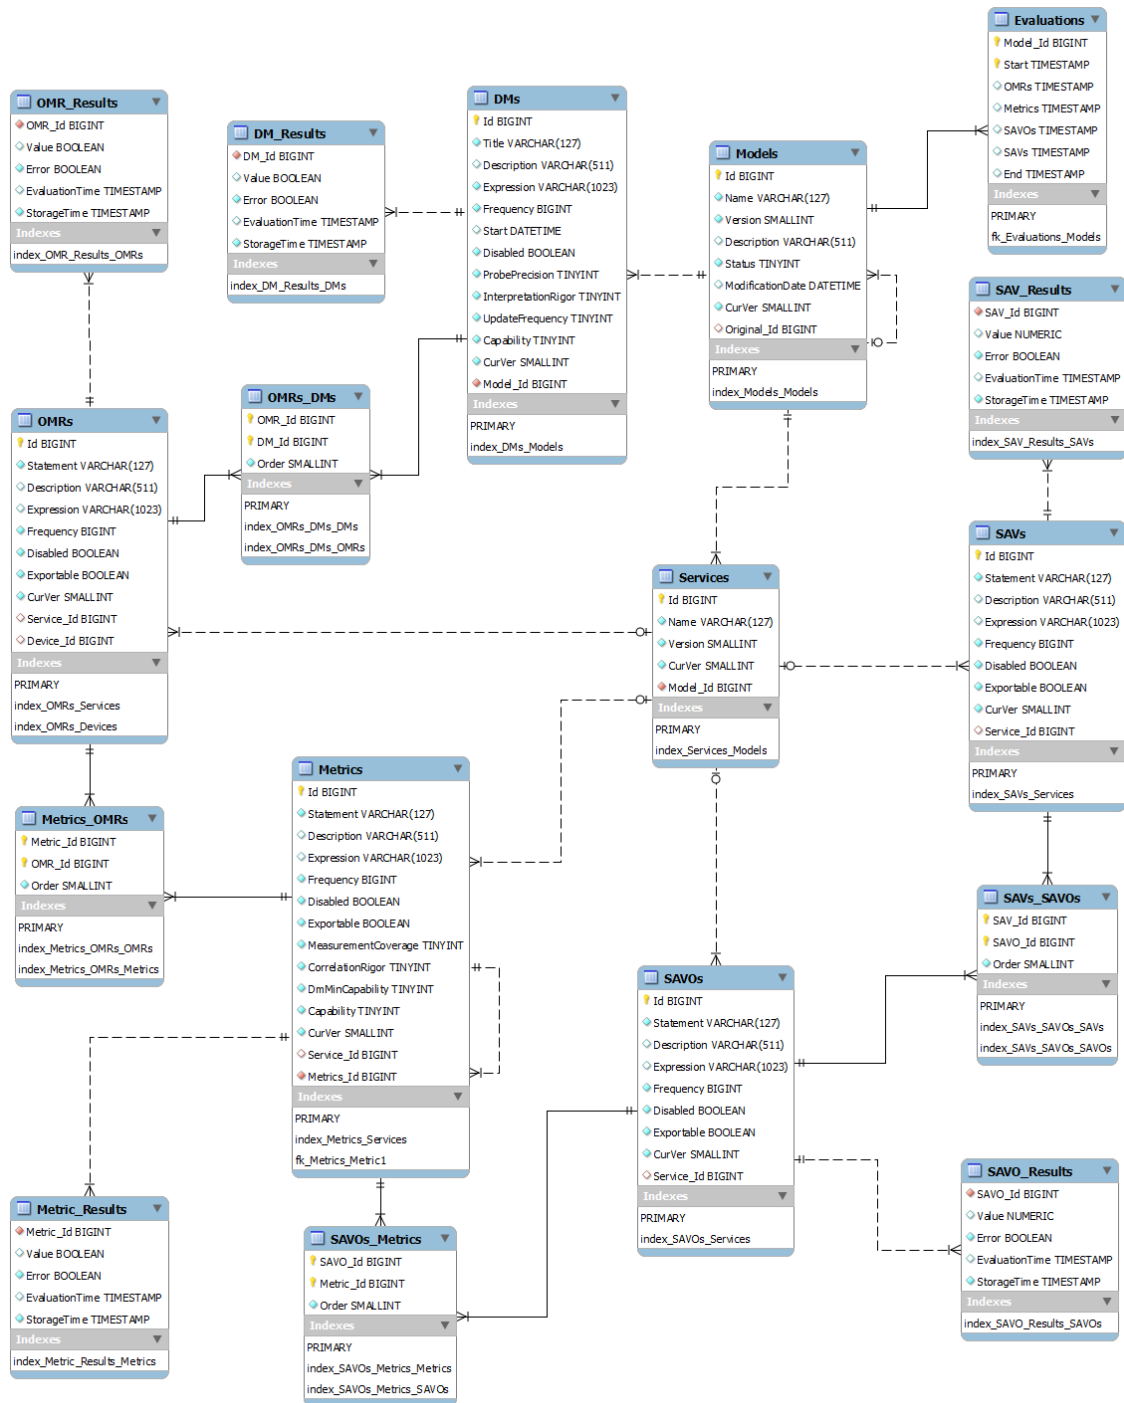 Evaluations
Model_Id BIGINT
Start TIMESTAMP
OMRs TIMESTAMP
Metrics TIMESTAMP
SAVOs TIMESTAMP
SAVs TIMESTAMP
End TIMESTAMP
Indexes
PRIMARY
fk_Evaluations_Models
OMR_Results
OMR_Id BIGINT
Value BOOLEAN
Error BOOLEAN
EvaluationTime TIMESTAMP
StorageTime TIMESTAMP
Indexes
index_OMR_Results_OMRs
DM_Results
DM_Id BIGINT
Value BOOLEAN
Error BOOLEAN
EvaluationTime TIMESTAMP
StorageTime TIMESTAMP
Indexes
index_DM_Results_DMs
DMs
Id BIGINT
Title VARCHAR(127)
Description VARCHAR(511)
Expression VARCHAR(1023)
Frequency BIGINT
Start DATETIME
Disabled BOOLEAN
ProbePrecision TINYINT
InterpretationRigor TINYINT
UpdateFrequency TINYINT
Capability TINYINT
CurVer SMALLINT
Model_Id BIGINT
Indexes
PRIMARY
index_DMs_Models
Models
Id BIGINT
Name VARCHAR(127)
Version SMALLINT
Description VARCHAR(511)
Status TINYINT
ModificationDate DATETIME
CurVer SMALLINT
Original_Id BIGINT
Indexes
PRIMARY
index_Models_Models
SAV_Results
SAV_Id BIGINT
Value NUMERIC
Error BOOLEAN
EvaluationTime TIMESTAMP
StorageTime TIMESTAMP
Indexes
index_SAV_Results_SAVs
OMRs
Id BIGINT
Statement VARCHAR(127)
Description VARCHAR(511)
Expression VARCHAR(1023)
Frequency BIGINT
Disabled BOOLEAN
Exportable BOOLEAN
CurVer SMALLINT
Service_Id BIGINT
Device_Id BIGINT
Indexes
PRIMARY
index_OMRs_Services
index_OMRs_Devices
OMRs_DMs
OMR_Id BIGINT
DM_Id BIGINT
Order SMALLINT
Indexes
PRIMARY
index_OMRs_DMs_DMs
index_OMRs_DMs_OMRs
Services
Id BIGINT
Name VARCHAR(127)
Version SMALLINT
CurVer SMALLINT
Model_Id BIGINT
Indexes
PRIMARY
index_Services_Models
SAVs
Id BIGINT
Statement VARCHAR(127)
Description VARCHAR(511)
Expression VARCHAR(1023)
Frequency BIGINT
Disabled BOOLEAN
Exportable BOOLEAN
CurVer SMALLINT
Service_Id BIGINT
Indexes
PRIMARY
index_SAVs_Services
Metrics_OMRs
Metric_Id BIGINT
OMR_Id BIGINT
Order SMALLINT
Indexes
PRIMARY
index_Metrics_OMRs_OMRs
index_Metrics_OMRs_Metrics
Metrics
Id BIGINT
Statement VARCHAR(127)
Description VARCHAR(511)
Expression VARCHAR(1023)
Frequency BIGINT
Disabled BOOLEAN
Exportable BOOLEAN
MeasurementCoverage TINYINT
CorrelationRigor TINYINT
DmMinCapability TINYINT
Capability TINYINT
CurVer SMALLINT
Service_Id BIGINT
Metrics_Id BIGINT
Indexes
PRIMARY
index_Metrics_Services
fk_Metrics_Metric1
SAVs_SAVOs
SAV_Id BIGINT
SAVO_Id BIGINT
Order SMALLINT
Indexes
PRIMARY
index_SAVs_SAVOs_SAVs
index_SAVs_SAVOs_SAVOs
SAVOs
Id BIGINT
Statement VARCHAR(127)
Description VARCHAR(511)
Expression VARCHAR(1023)
Frequency BIGINT
Disabled BOOLEAN
Exportable BOOLEAN
CurVer SMALLINT
Service_Id BIGINT
Indexes
PRIMARY
index_SAVOs_Services
Metric_Results
Metric_Id BIGINT
Value BOOLEAN
Error BOOLEAN
EvaluationTime TIMESTAMP
StorageTime TIMESTAMP
Indexes
index_Metric_Results_Metrics
SAVOs_Metrics
SAVO_Id BIGINT
Metric_Id BIGINT
Order SMALLINT
Indexes
PRIMARY
index_SAVOs_Metrics_Metrics
index_SAVOs_Metrics_SAVOs
SAVO_Results
SAVO_Id BIGINT
Value NUMERIC
Error BOOLEAN
EvaluationTime TIMESTAMP
StorageTime TIMESTAMP
Indexes
index_SAVO_Results_SAVOs